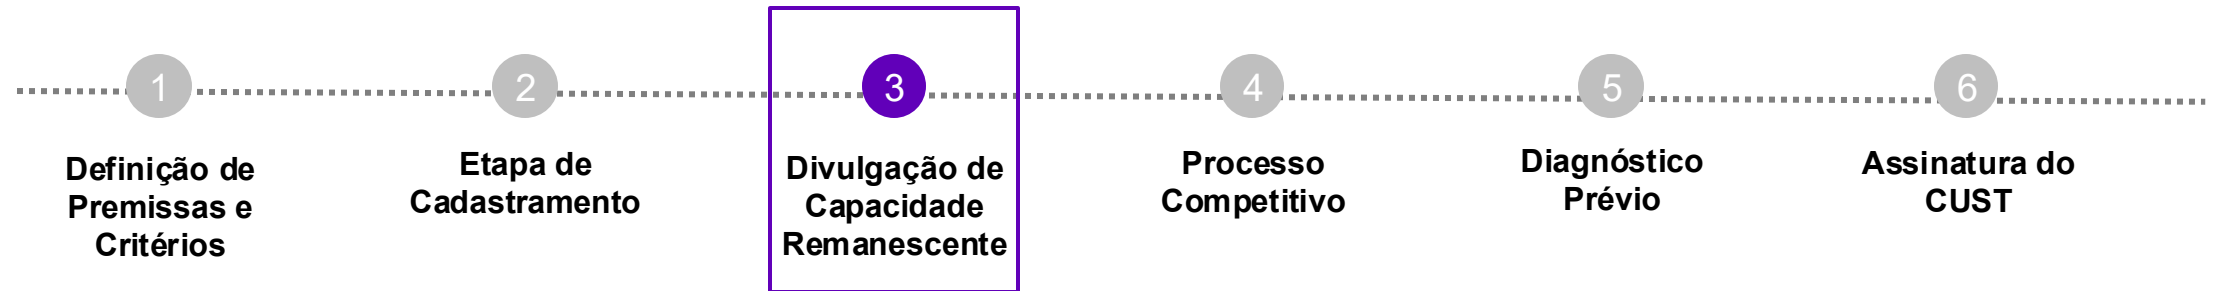 1
Definição de
Premissas e
Critérios
2
Etapa de
Cadastramento
3
Divulgação de
Capacidade
Remanescente
4
Processo
Competitivo
5
Diagnóstico
Prévio
6
Assinatura do
CUST